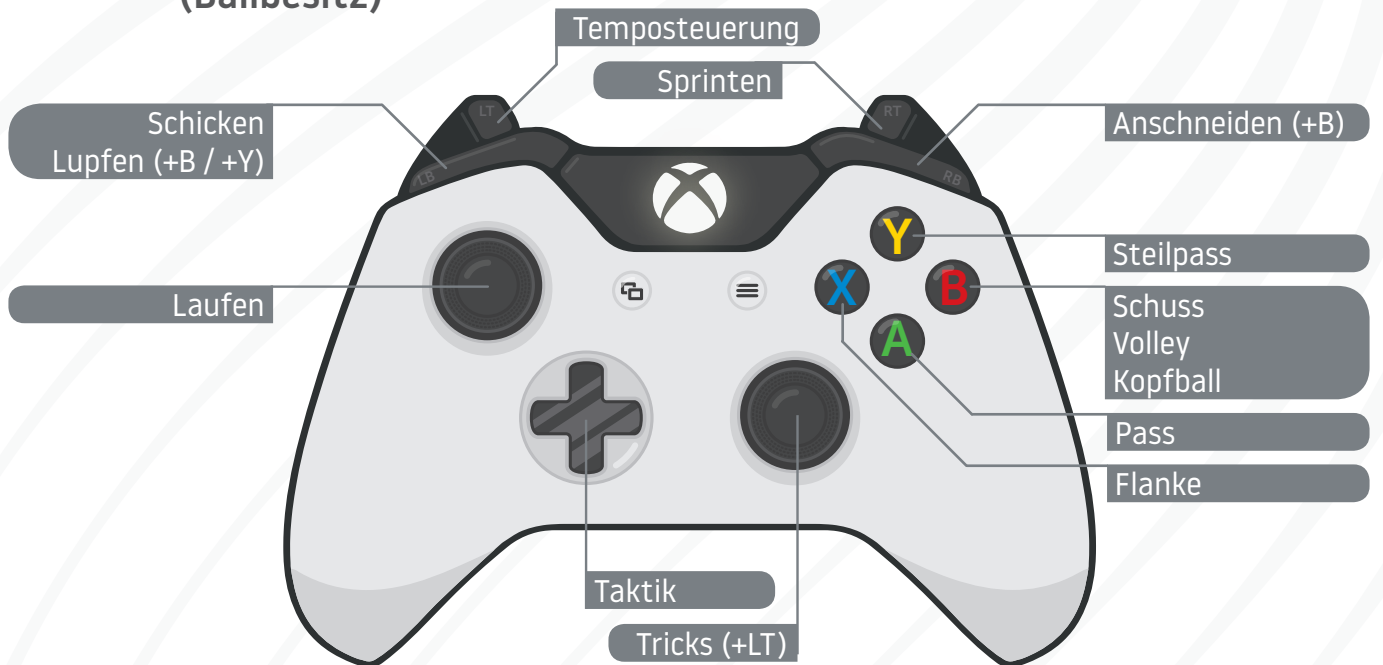 (Ballbesitz)
Temposteuerung
Sprinten
Schicken
Lupfen (+B / +Y)
Anschneiden (+B)
LT
RT
LB
RB
Y
X
B
A
Steilpass
Laufen
Schuss
Volley
Kopfball
Pass
Flanke
Taktik
Tricks (+LT)